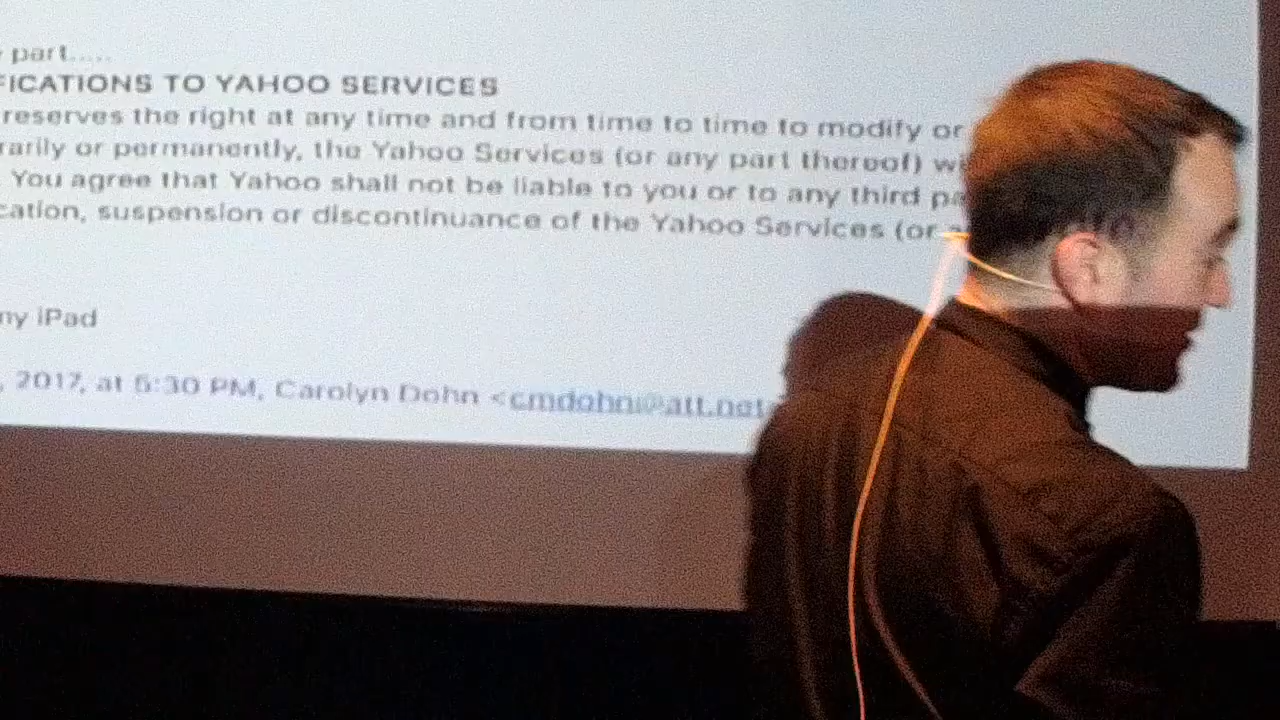 part.....
FICATIONS TO YAHOO SERVICES
reserves the right at any time and from time to time to modify or
rarily or permanently, the Yahoo Services (or any part thereof) wi
You agree that Yahoo shall not be liable to you or to any third pa
cation, suspension or discontinuance of the Yahoo Services (or a
my iPad
, 2017, at 5:30 PM, Carolyn Dohn <cmdohn@att.net